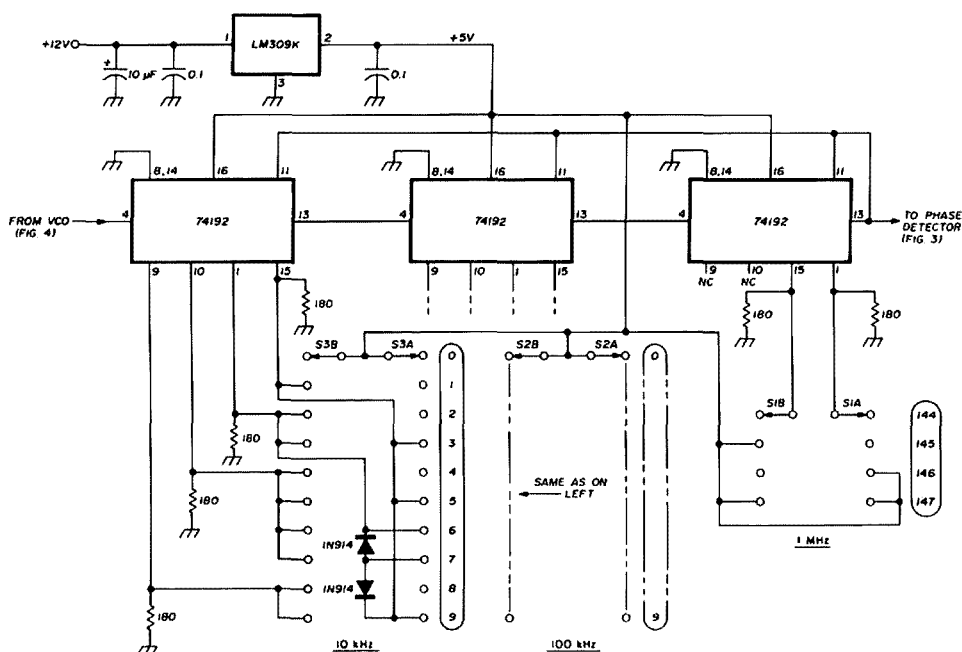 +12V
1
LM309K
2
+5V
+
10 µF
0.1
3
0.1
8,14
16
11
8,14
16
11
8,14
16
11
FROM VCO
(FIG. 4)
4
74192
13
4
74192
13
4
74192
13
TO PHASE
DETECTOR
(FIG. 3)
9
10
1
15
9
10
1
15
9
NC
10
NC
15
1
180
180
180
S3B
S3A
0
S2B
S2A
0
1
S1B
S1A
2
144
180
3
145
4
146
180
5
SAME AS ON
LEFT
147
6
1 MHz
1N914
7
1N914
8
180
9
9
10 kHz
100 kHz